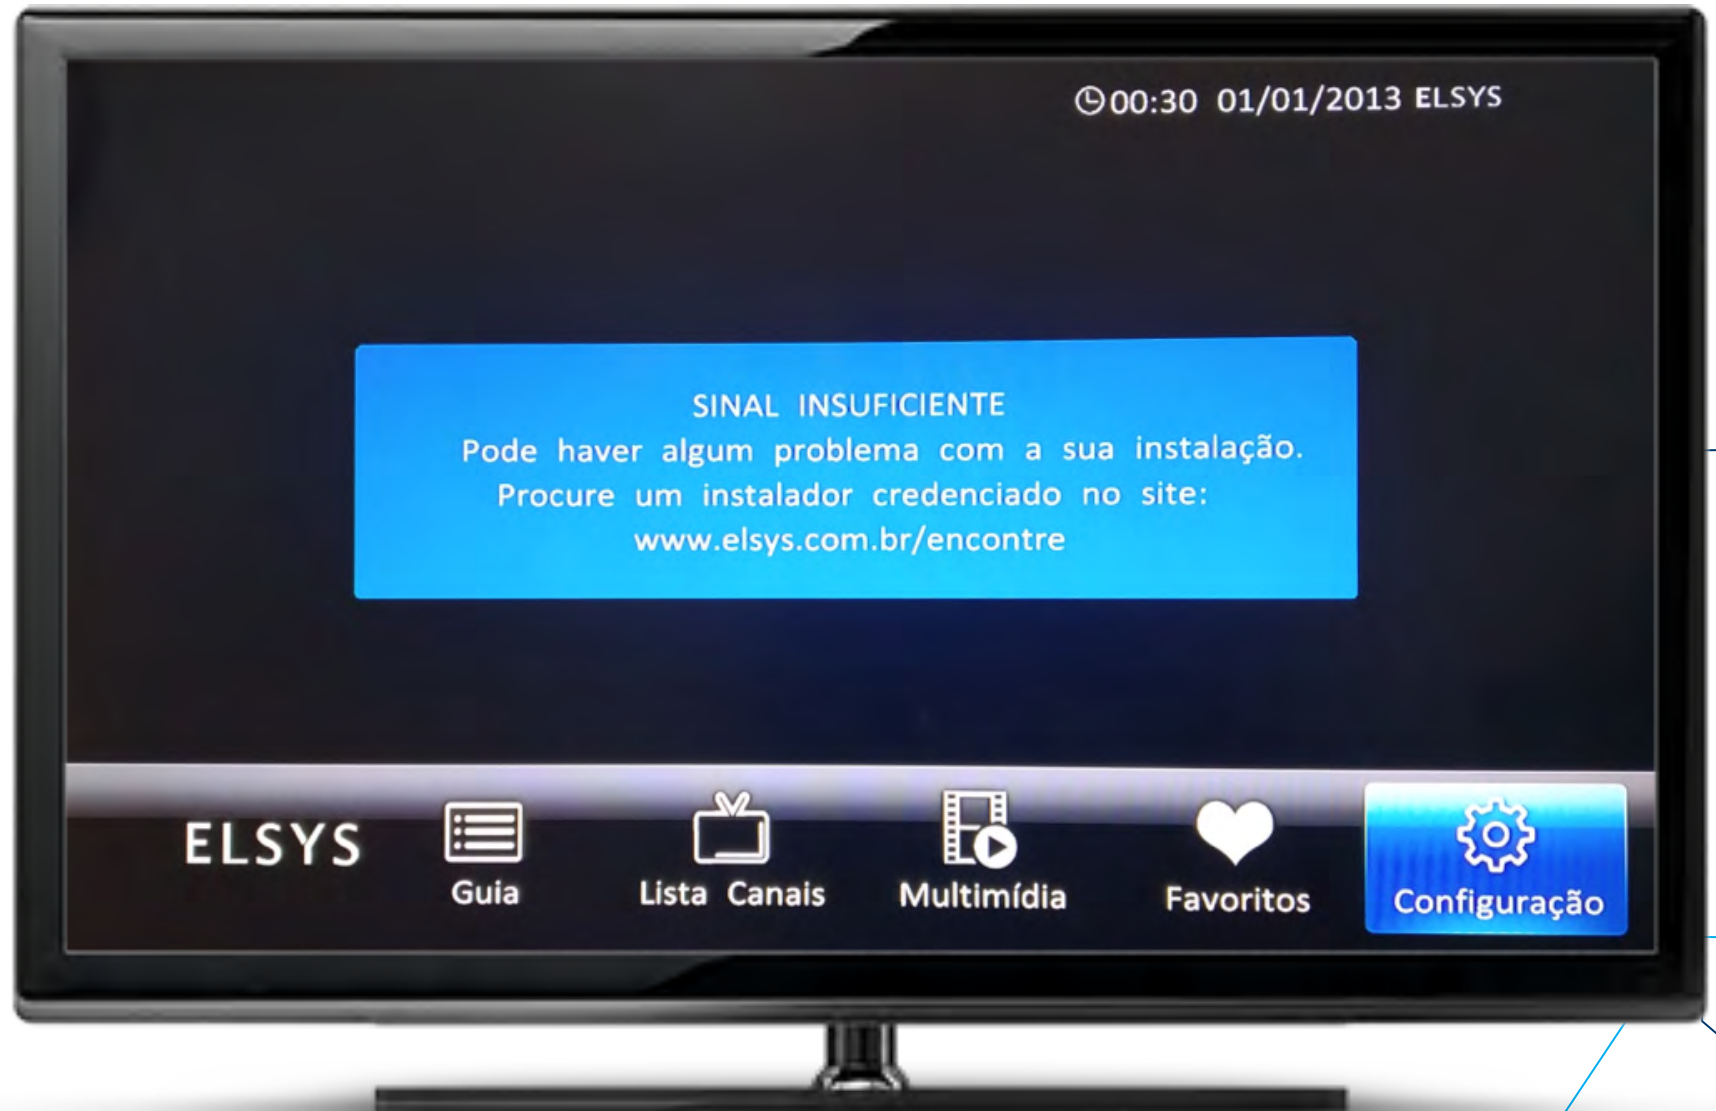 00:30 01/01/2013 ELSYS
SINAL INSUFICIENTE
Pode haver algum problema com a sua instalação.
Procure um instalador credenciado no site:
www.elsys.com.br/encontre
ELSYS
Guia
Lista Canais
Multimídia
Favoritos
Configuração